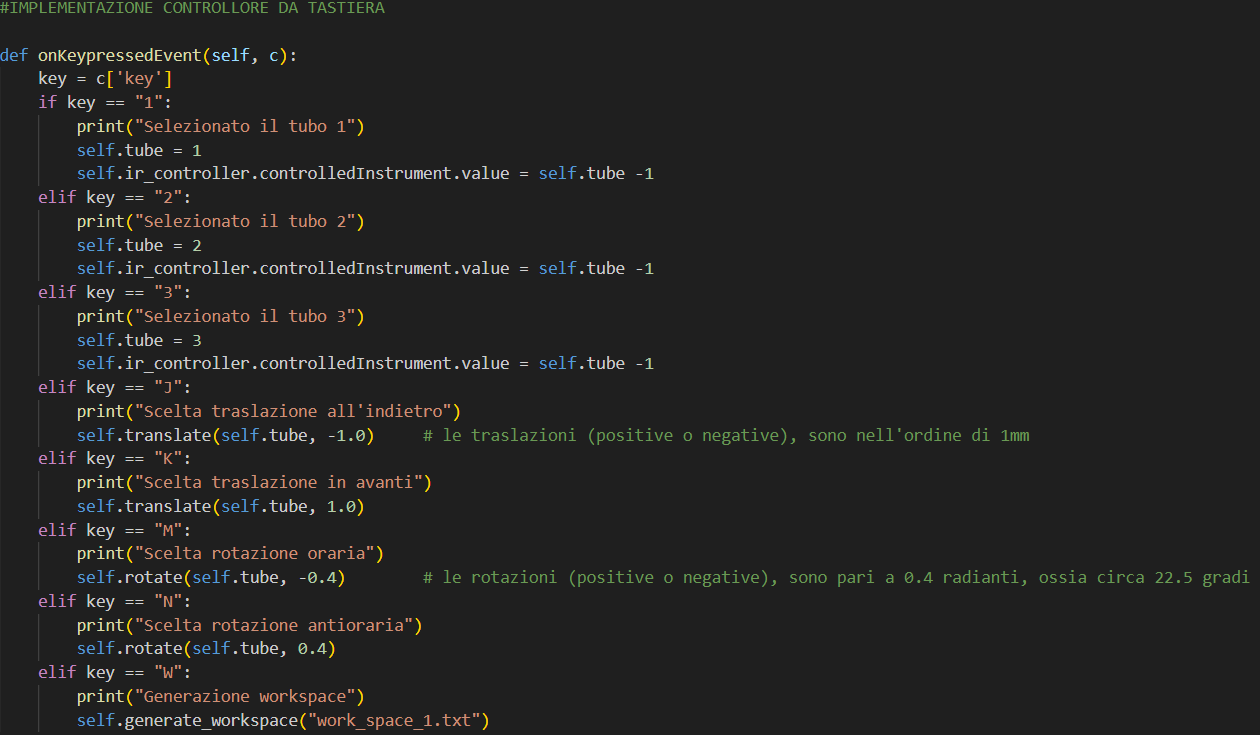 #IMPLEMENTAZIONE CONTROLLORE DA TASTIERA
def onKeypressedEvent(self, c):
    key = c['key']
    if key == "1":
        print("Selezionato il tubo 1")
        self.tube = 1
        self.ir_controller.controlledInstrument.value = self.tube -1
    elif key == "2":
        print("Selezionato il tubo 2")
        self.tube = 2
        self.ir_controller.controlledInstrument.value = self.tube -1
    elif key == "3":
        print("Selezionato il tubo 3")
        self.tube = 3
        self.ir_controller.controlledInstrument.value = self.tube -1
    elif key == "J":
        print("Scelta traslazione all'indietro")
        self.translate(self.tube, -1.0)     # le traslazioni (positive o negative), sono nell'ordine di 1mm
    elif key == "K":
        print("Scelta traslazione in avanti")
        self.translate(self.tube, 1.0)
    elif key == "M":
        print("Scelta rotazione oraria")
        self.rotate(self.tube, -0.4)        # le rotazioni (positive o negative), sono pari a 0.4 radianti, ossia circa 22.5 gradi
    elif key == "N":
        print("Scelta rotazione antioraria")
        self.rotate(self.tube, 0.4)
    elif key == "W":
        print("Generazione workspace")
        self.generate_workspace("work_space_1.txt")